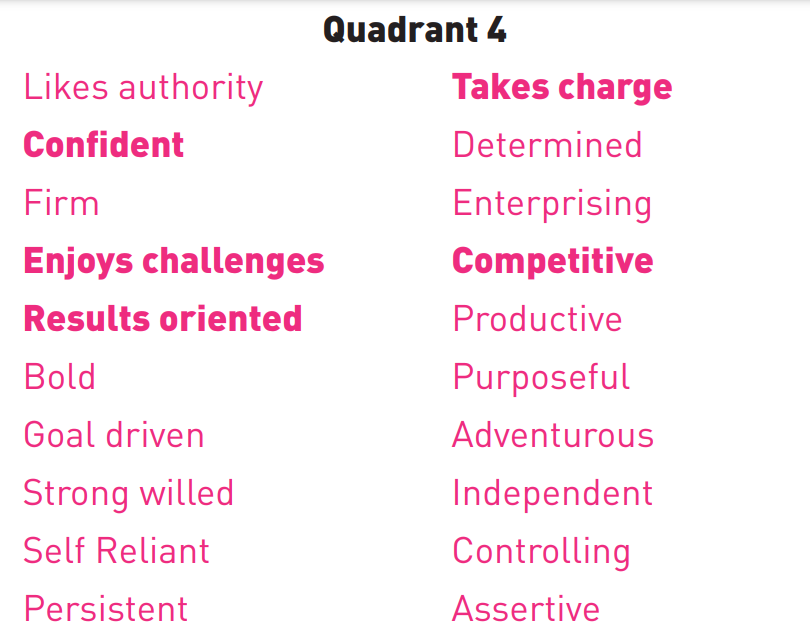 Quadrant 4
Likes authority
Confident
Firm
Enjoys challenges
Results oriented
Bold
Goal driven
Strong willed
Self Reliant
Persistent
Takes charge
Determined
Enterprising
Competitive
Productive
Purposeful
Adventurous
Independent
Controlling
Assertive